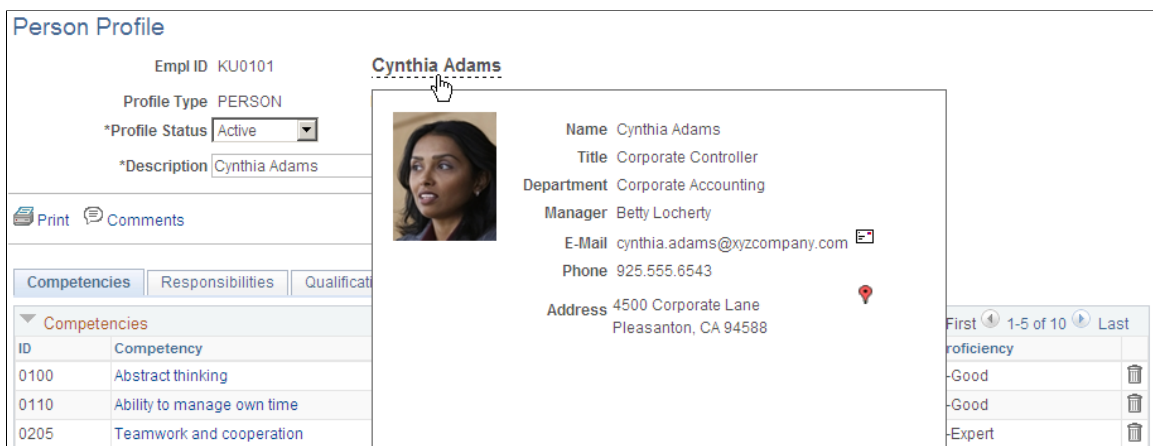 Person Profile
Empl ID KU0101 Cynthia Adams
Profile Type PERSON
*Profile Status Active
*Description Cynthia Adams
Print Comments
Name Cynthia Adams
Title Corporate Controller
Department Corporate Accounting
Manager Betty Locherty
E-Mail cynthia.adams@xyzcompany.com
Phone 925.555.6543
Address 4500 Corporate Lane
Pleasanton, CA 94588
Competencies Responsibilities Qualificati
Competencies First 1-5 of 10 Last
ID Competency roficiency
0100 Abstract thinking -Good
0110 Ability to manage own time -Good
0205 Teamwork and cooperation -Expert